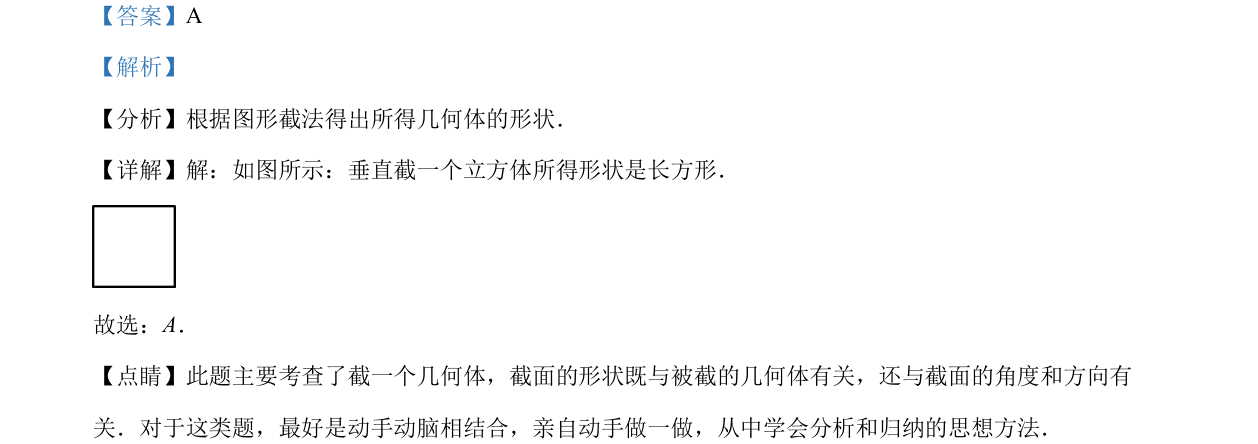 【答案】A
【解析】
【分析】根据图形截法得出所得几何体的形状．
【详解】解：如图所示：垂直截一个立方体所得形状是长方形．
故选：A．
【点睛】此题主要考查了截一个几何体，截面的形状既与被截的几何体有关，还与截面的角度和方向有
关．对于这类题，最好是动手动脑相结合，亲自动手做一做，从中学会分析和归纳的思想方法．